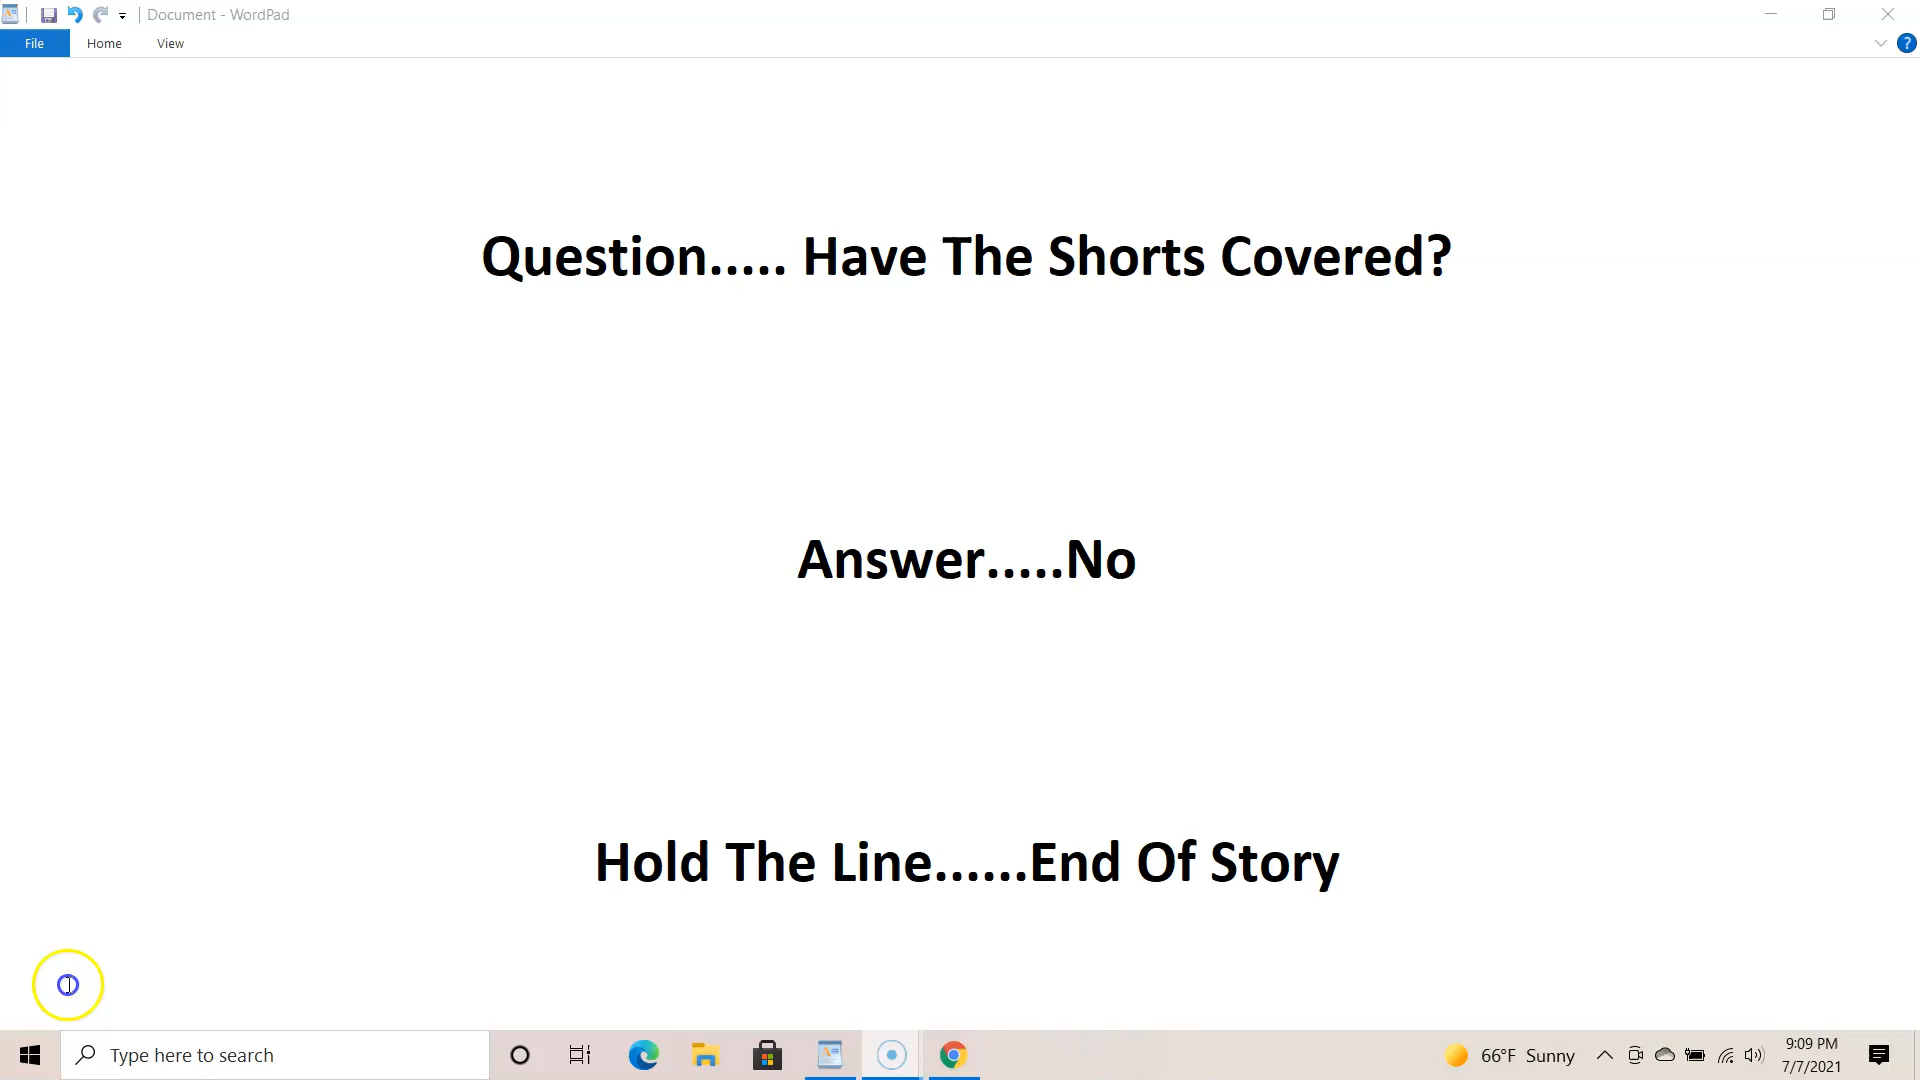 Document - WordPad
File Home View
Question..... Have The Shorts Covered?
Answer.....No
Hold The Line......End Of Story
Type here to search
66°F Sunny
9:09 PM
7/7/2021